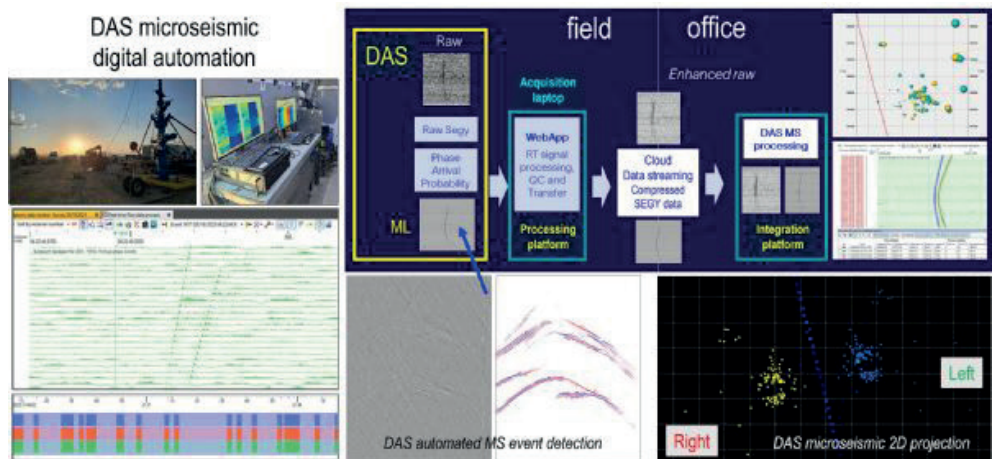 DAS microseismic
digital automation
field
office
DAS
Raw
Raw Segy
Phase
Arrival
Probability
ML
Acquisition
laptop
WebApp
RT signal
processing,
QC and
Transfer
Processing
platform
Enhanced raw
Cloud
Data streaming
Compressed
SEGY data
DAS MS
processing
Integration
platform
DAS automated MS event detection
Right
Left
DAS microseismic 2D projection